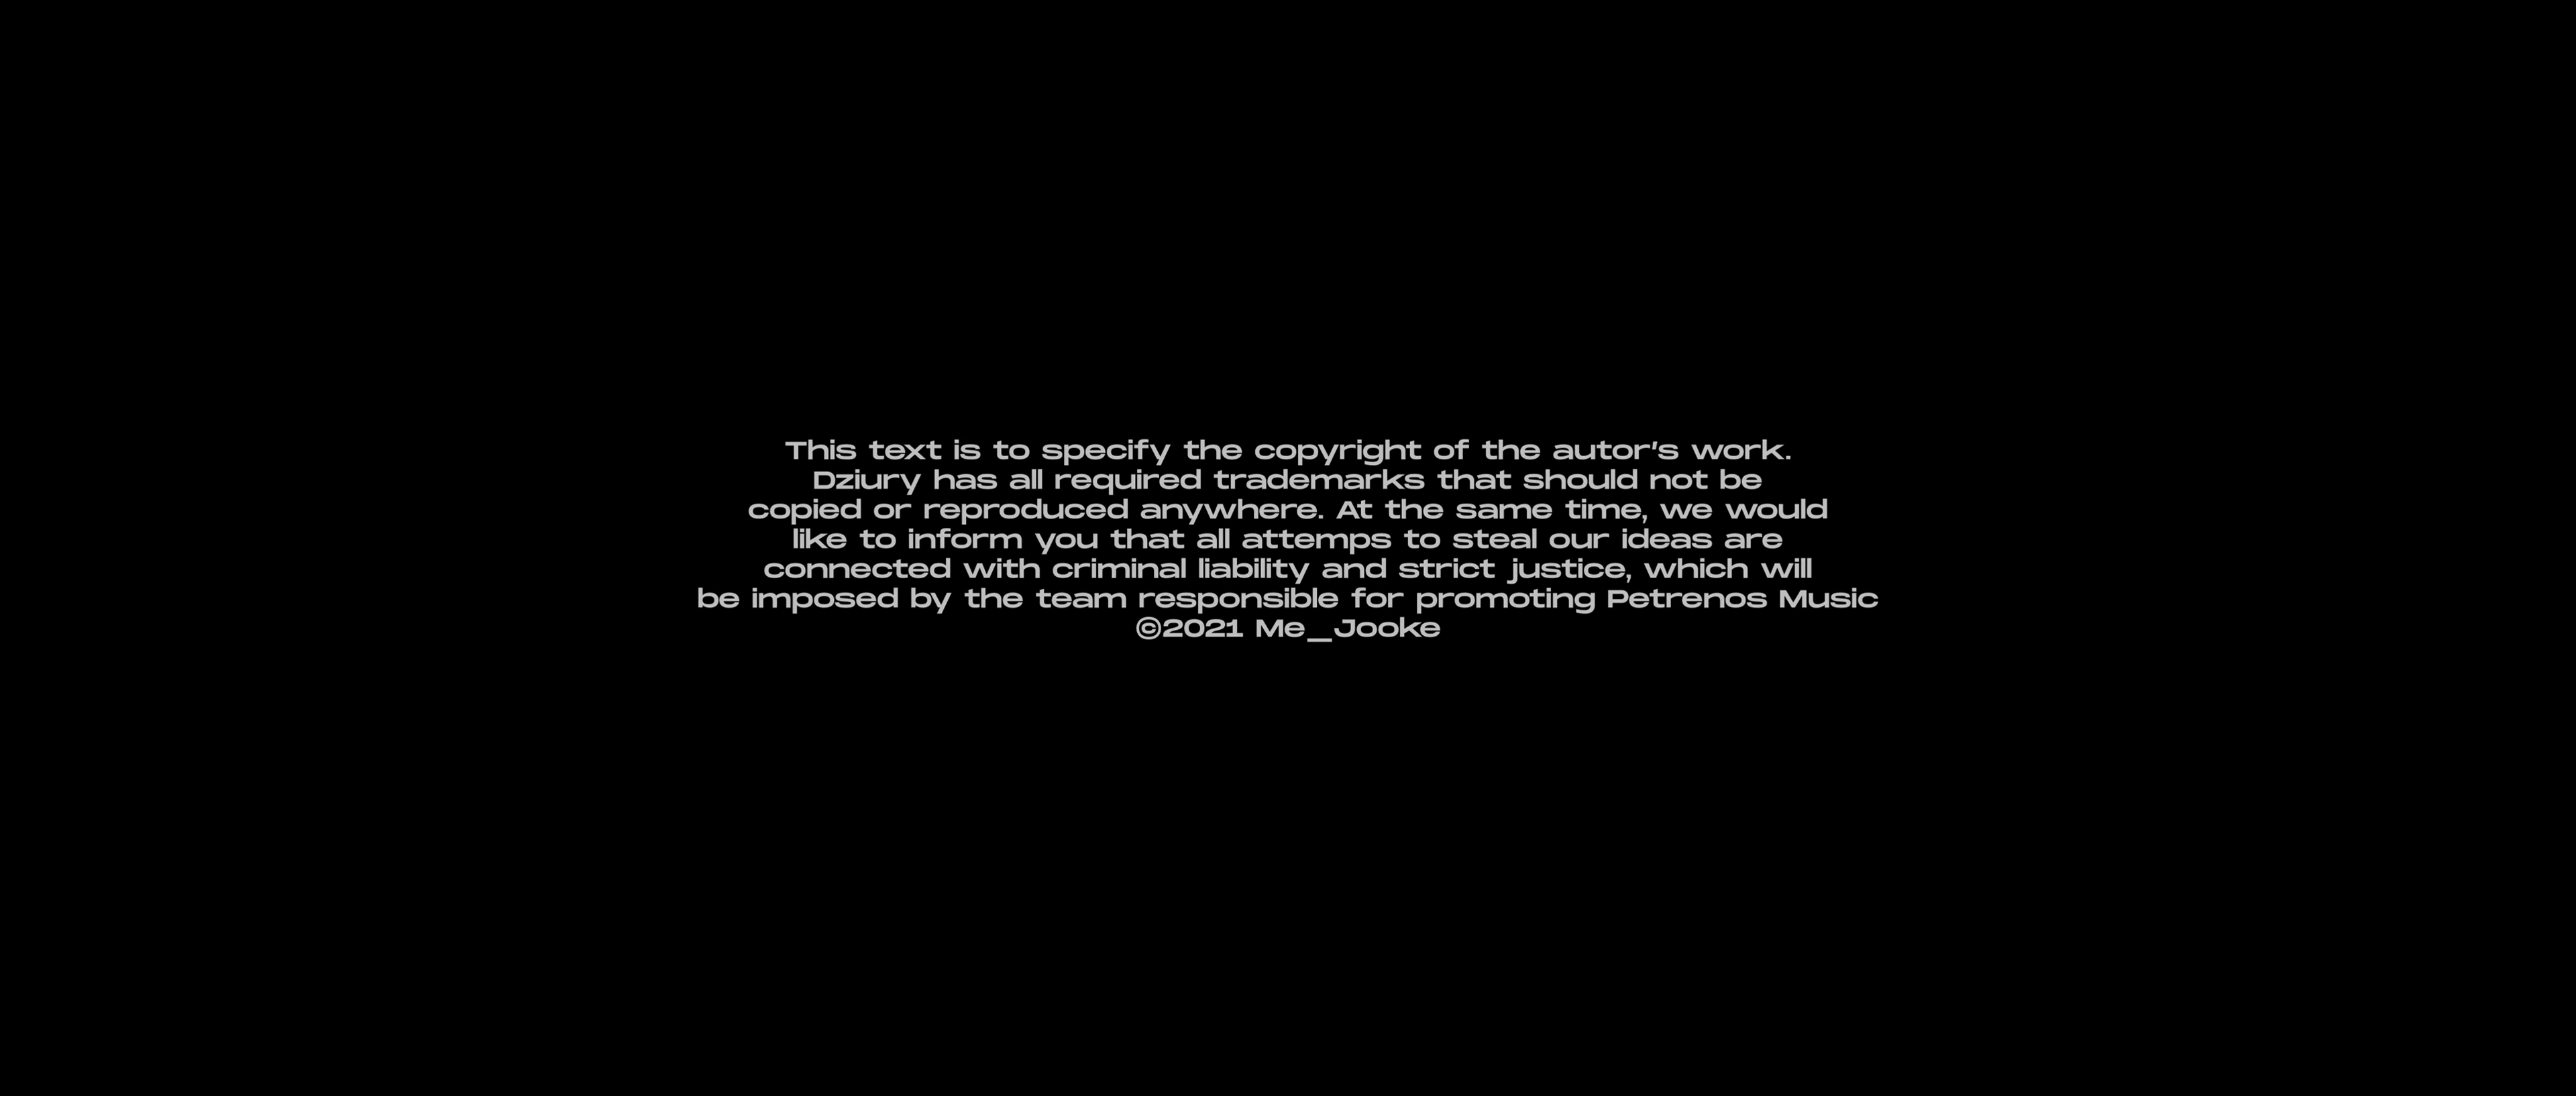 This text is to specify the copyright of the autor's work.
Dziury has all required trademarks that should not be
copied or reproduced anywhere. At the same time, we would
like to inform you that all attemps to steal our ideas are
connected with criminal liability and strict justice, which will
be imposed by the team responsible for promoting Petrenos Music
©2021 Me_Jooke